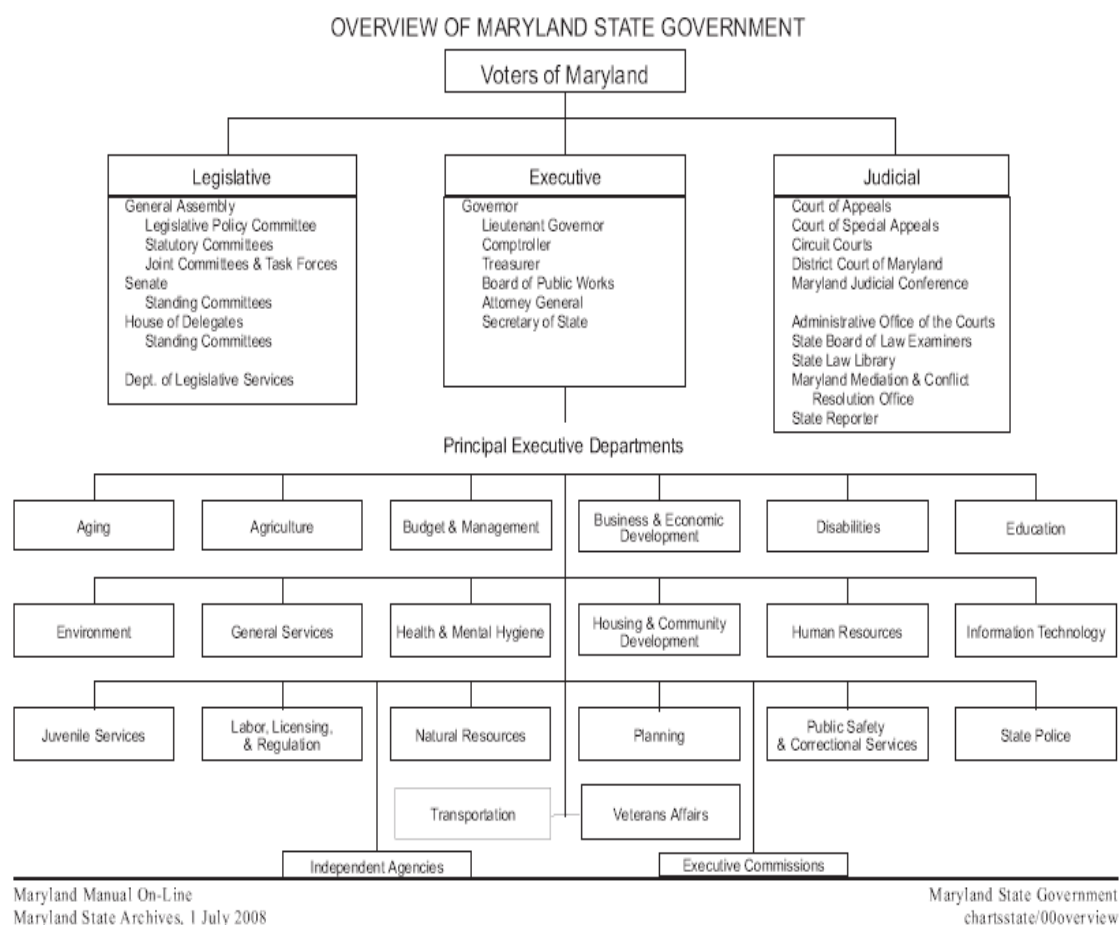 OVERVIEW OF MARYLAND STATE GOVERNMENT
Voters of Maryland
Legislative
General Assembly
Legislative Policy Committee
Statutory Committees
Joint Committees & Task Forces
Senate
Standing Committees
House of Delegates
Standing Committees
Dept. of Legislative Services
Executive
Governor
Lieutenant Governor
Comptroller
Treasurer
Board of Public Works
Attorney General
Secretary of State
Judicial
Court of Appeals
Court of Special Appeals
Circuit Courts
District Court of Maryland
Maryland Judicial Conference
Administrative Office of the Courts
State Board of Law Examiners
State Law Library
Maryland Mediation & Conflict
Resolution Office
State Reporter
Principal Executive Departments
Aging
Agriculture
Budget & Management
Business & Economic
Development
Disabilities
Education
Environment
General Services
Health & Mental Hygiene
Housing & Community
Development
Human Resources
Information Technology
Juvenile Services
Labor, Licensing,
& Regulation
Natural Resources
Planning
Public Safety
& Correctional Services
State Police
Transportation
Veterans Affairs
Independent Agencies
Executive Commissions
Maryland Manual On-Line
Maryland State Archives, 1 July 2008
Maryland State Government
chartsstate/00overview